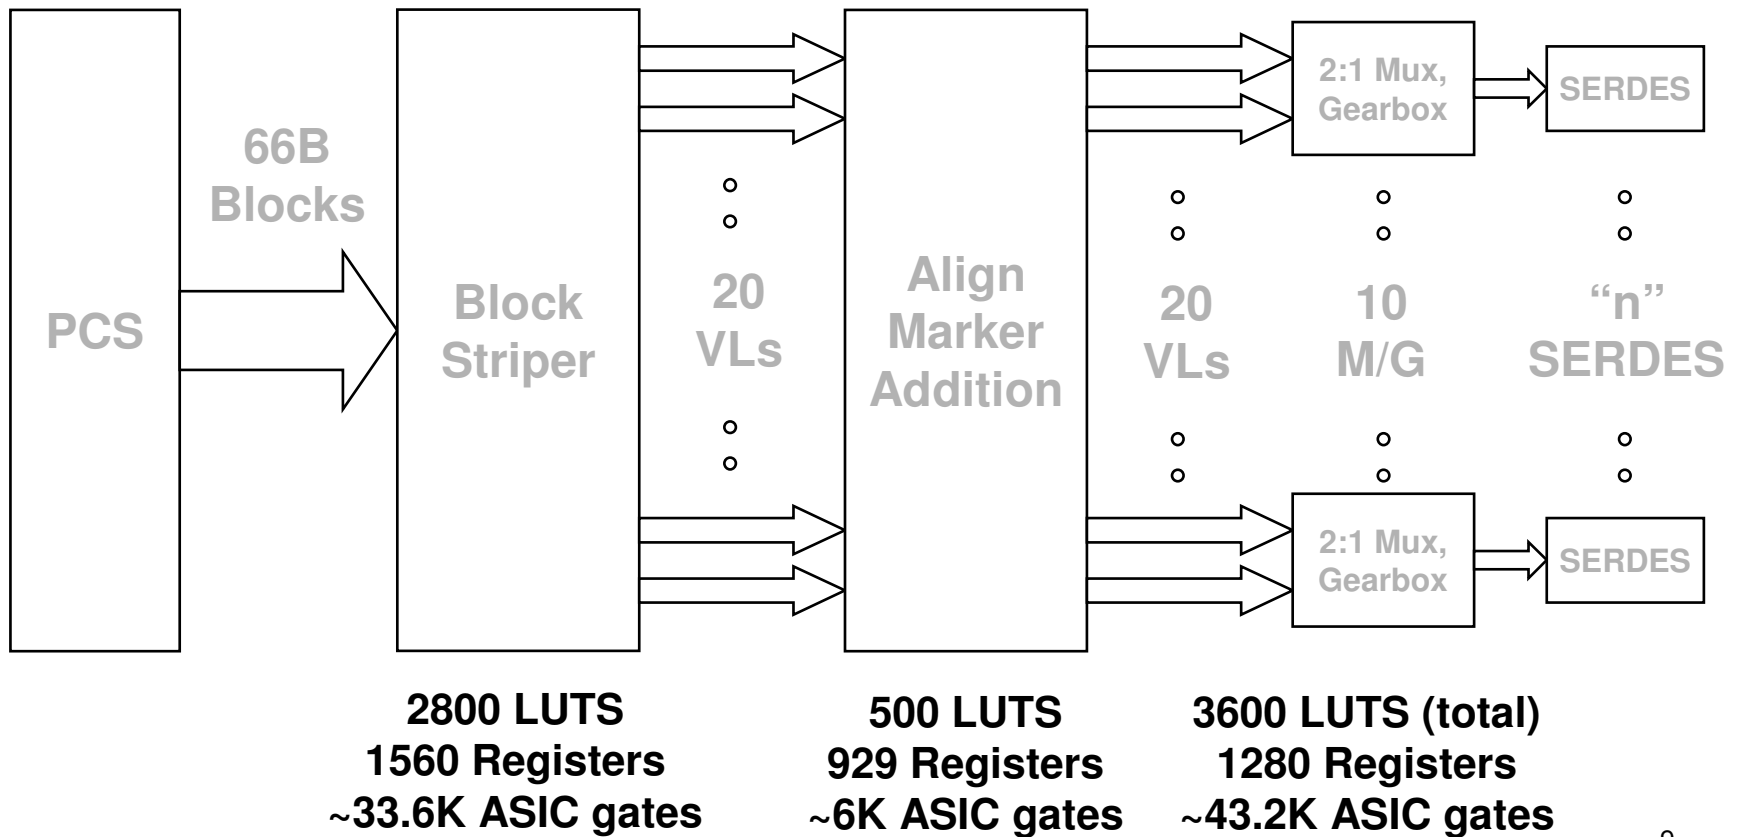 PCS
66B
Blocks
Block
Striper
20
VLs
Align
Marker
Addition
20
VLs
2:1 Mux,
Gearbox
10
M/G
2:1 Mux,
Gearbox
SERDES
“n”
SERDES
SERDES
2800 LUTS
1560 Registers
~33.6K ASIC gates
500 LUTS
929 Registers
~6K ASIC gates
3600 LUTS (total)
1280 Registers
~43.2K ASIC gates